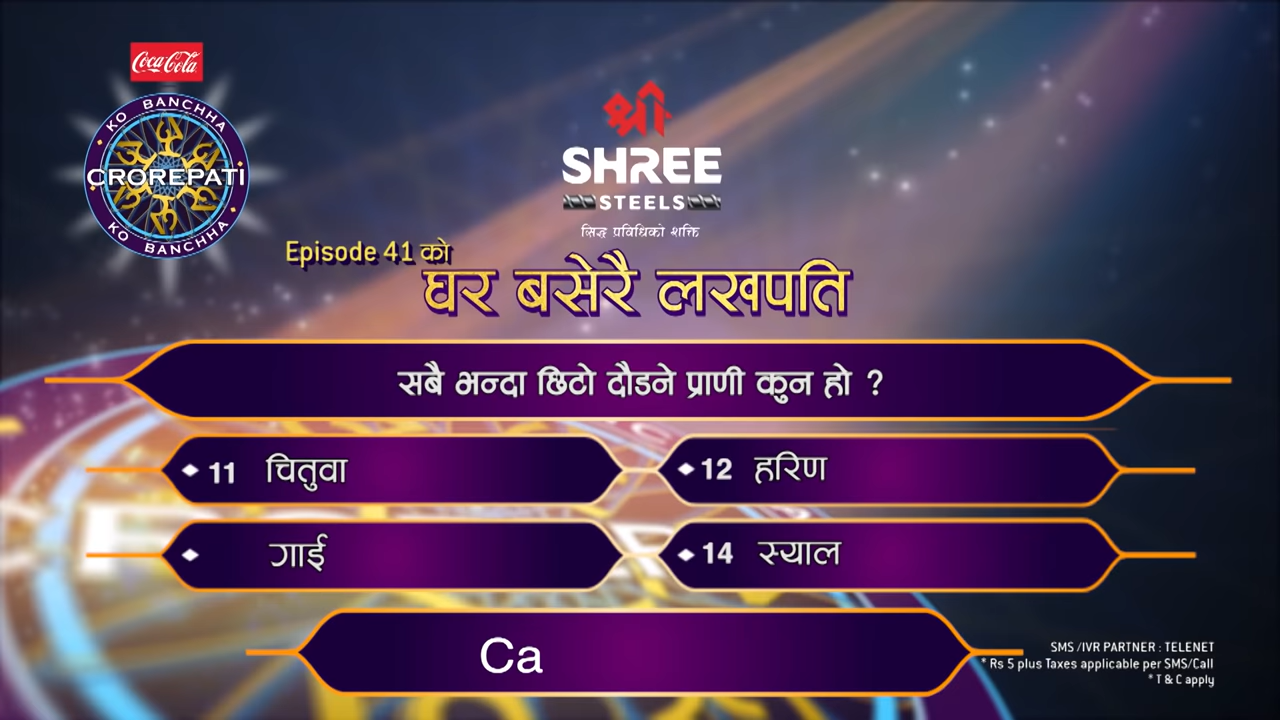 Coca-Cola
KO BANCHHA
CROREPATI
KO BANCHHA
श्री
SHREE
STEELS
सिद्ध प्रविधिको शक्ति
Episode 41 को
घर बसेरै लखपति
सबै भन्दा छिटो दौडने प्राणी कुन हो ?
11 चितुवा
12 हरिण
गाई
14 स्याल
Ca
SMS /IVR PARTNER : TELENET
* Rs 5 plus Taxes applicable per SMS/Call
* T & C apply